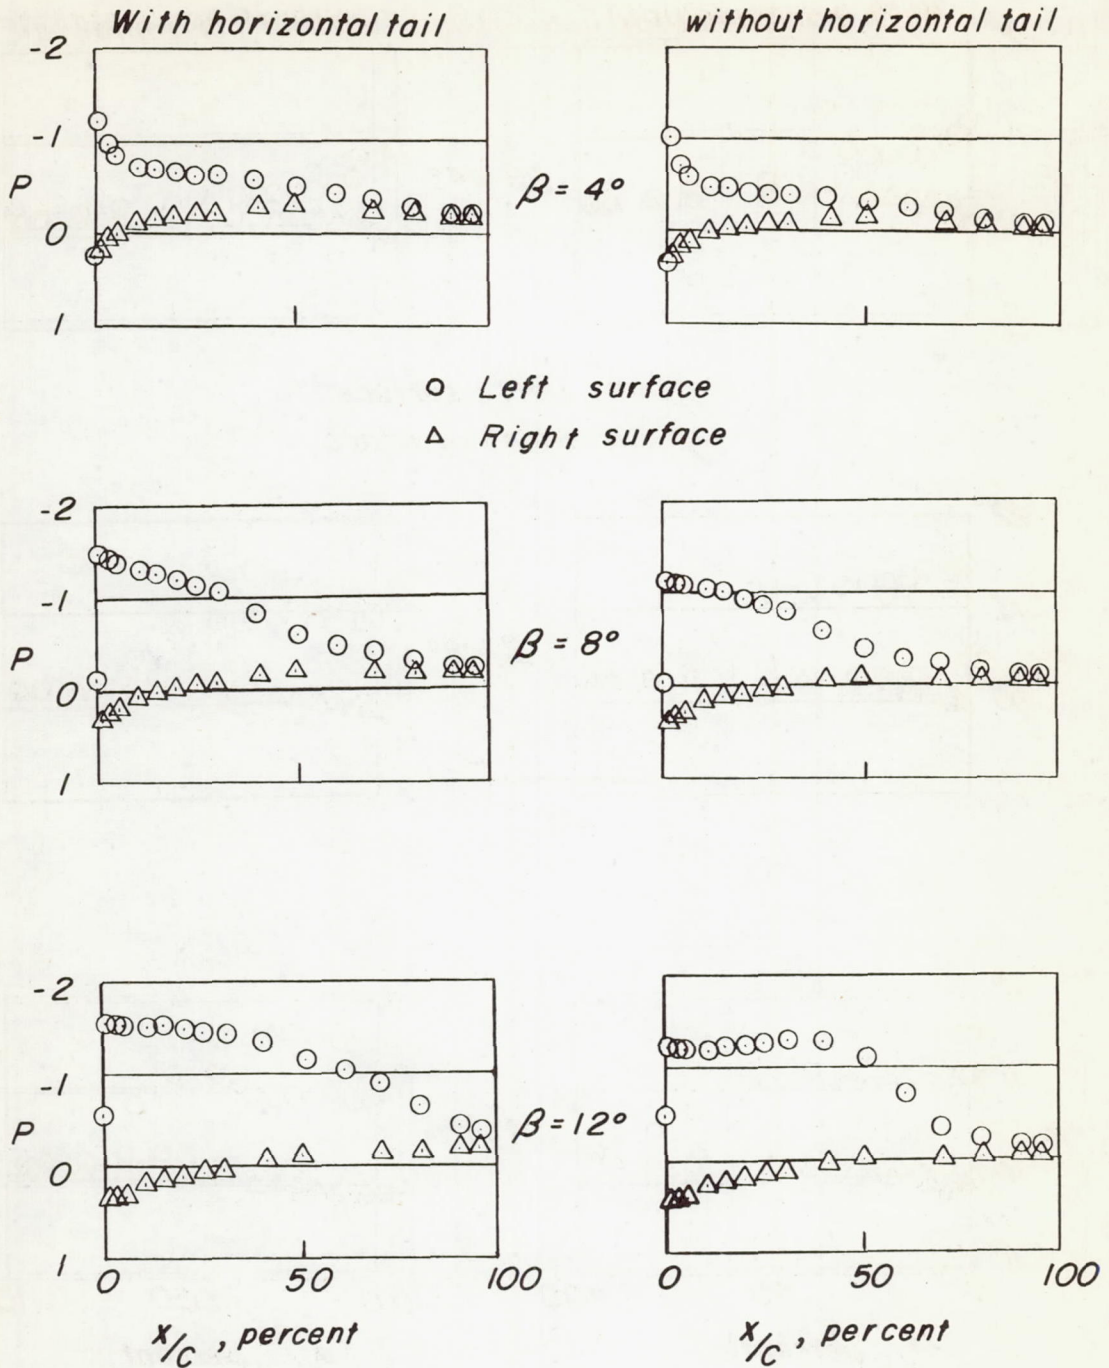 With horizontal tail
without horizontal tail
-2
-1
P
0
1
β = 4°
Left surface
Right surface
-2
-1
P
0
1
β = 8°
-2
-1
P
0
1
β = 12°
0 50 100
0 50 100
x/c , percent
x/c , percent